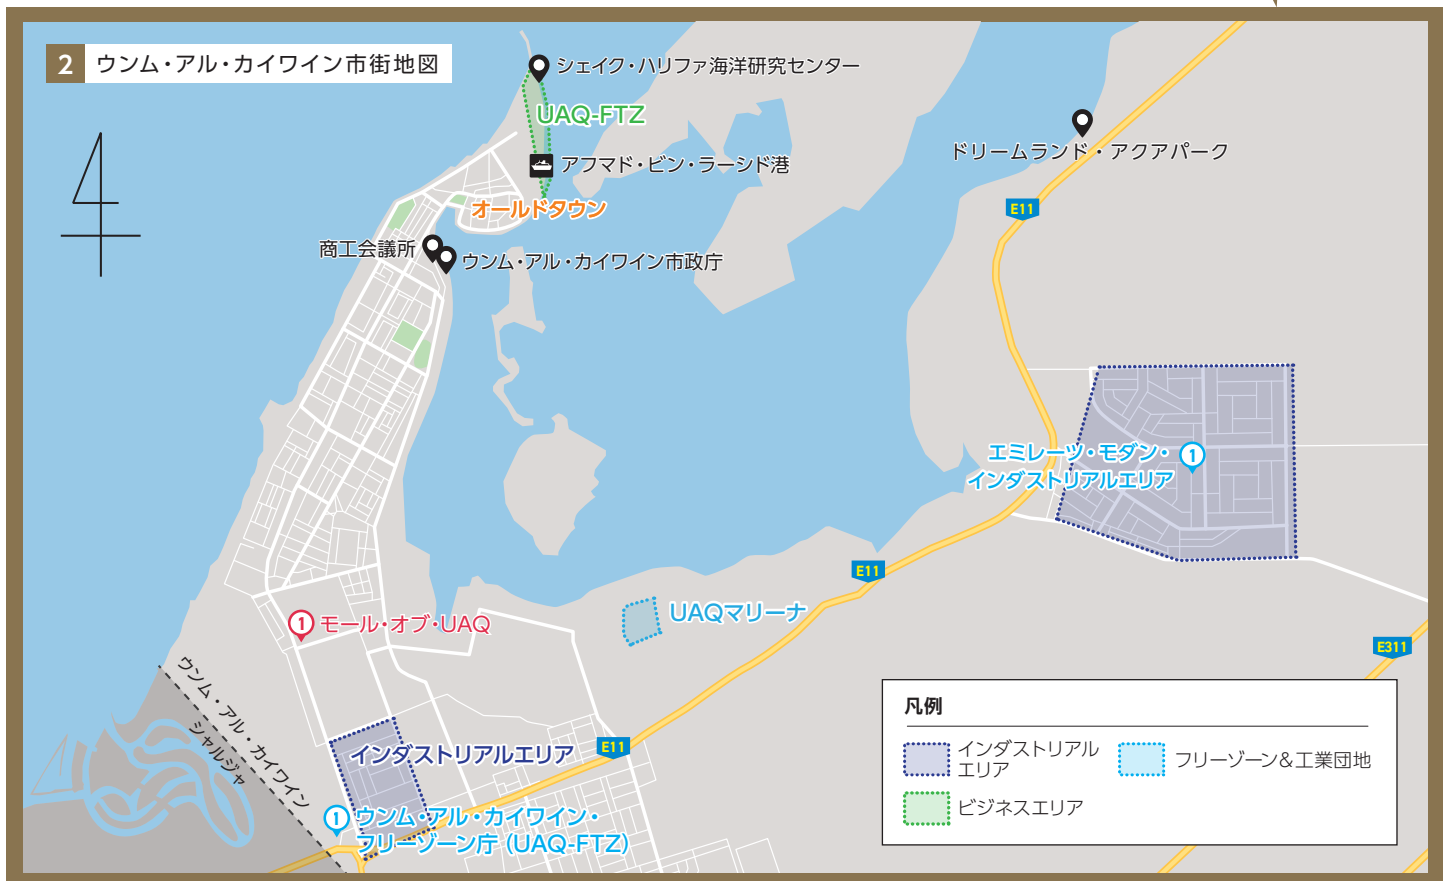 2 ウンム・アル・カイワイン市街地図
シェイク・ハリファ海洋研究センター
UAQ-FTZ
アフマド・ビン・ラーシド港
ドリームランド・アクアパーク
オールドタウン
E11
商工会議所
ウンム・アル・カイワイン市政庁
エミレーツ・モダン・
インダストリアルエリア
1
E11
UAQマリーナ
1 モール・オブ・UAQ
E311
ウンム・アル・カイワイン
シャルジャ
インダストリアルエリア
E11
1 ウンム・アル・カイワイン・
フリーゾーン庁（UAQ-FTZ）
凡例
インダストリアル
エリア
フリーゾーン&工業団地
ビジネスエリア